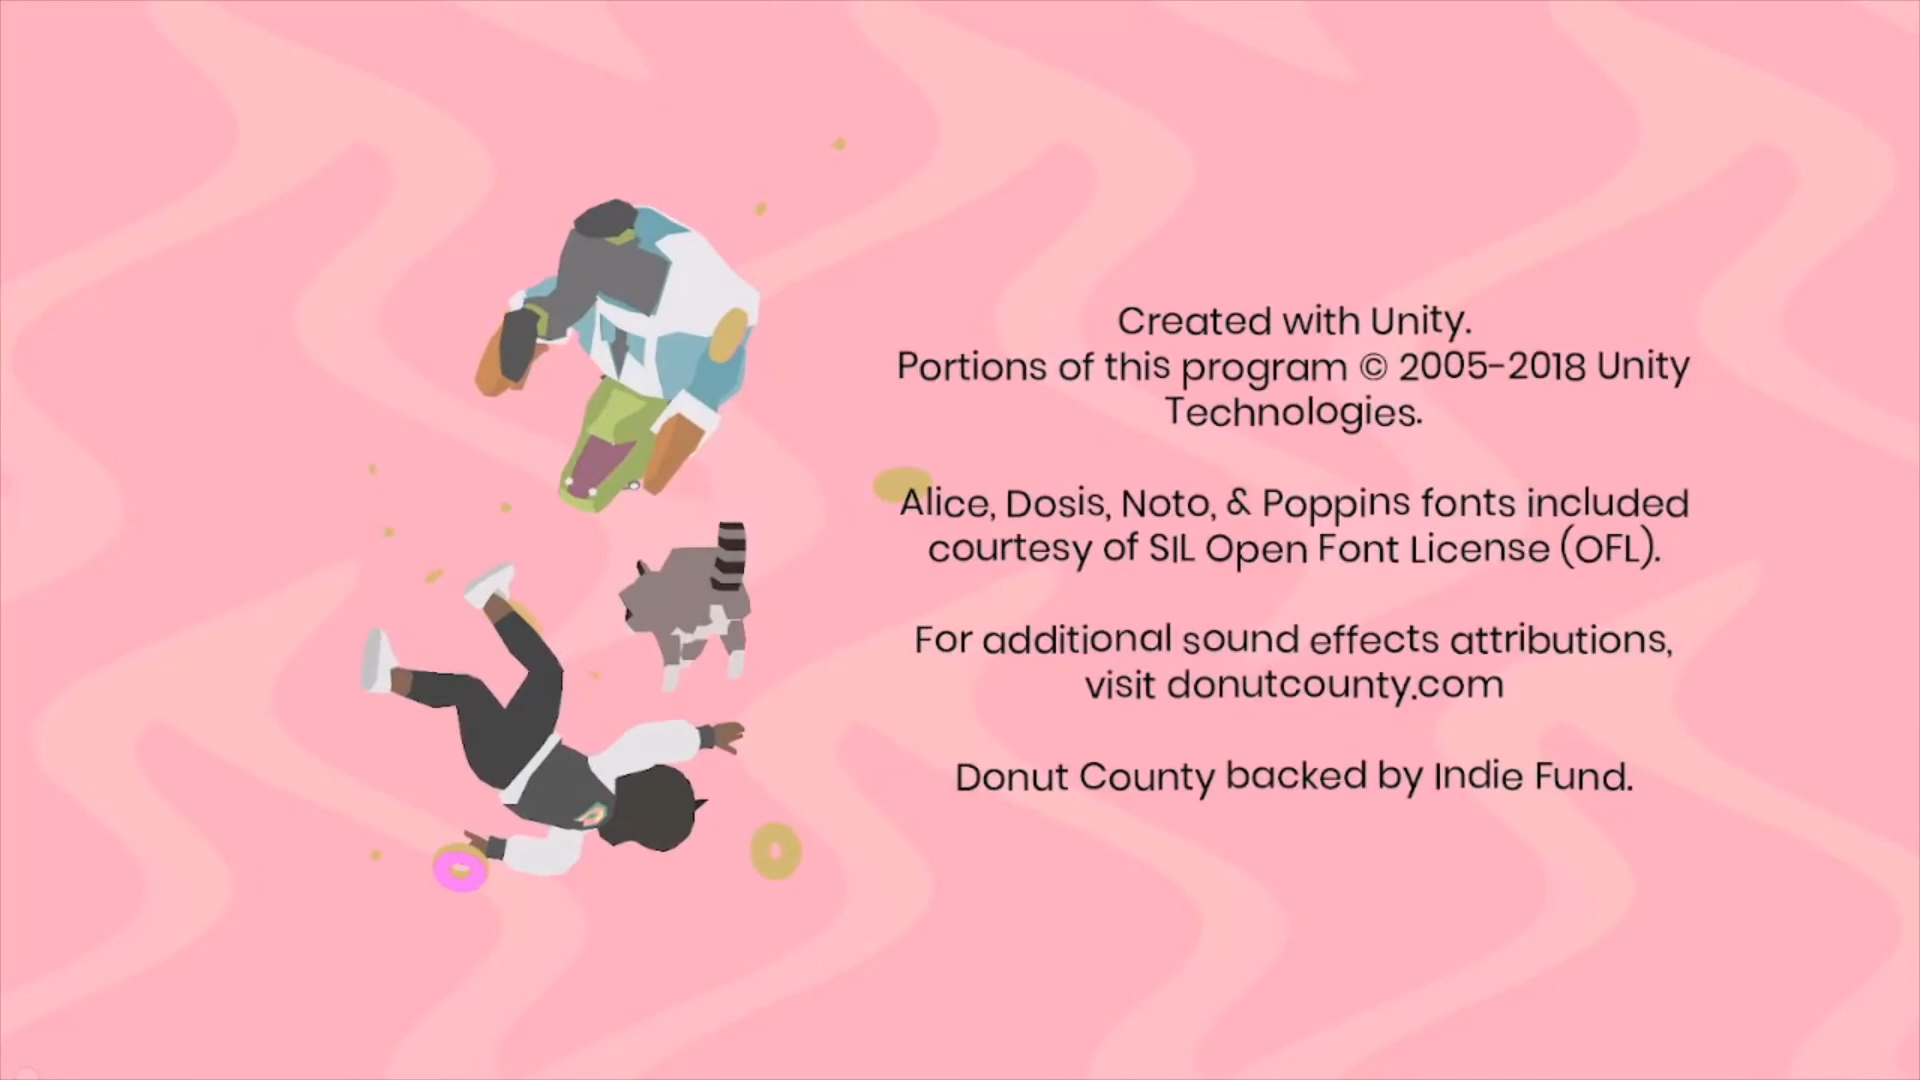 Created with Unity.
Portions of this program © 2005-2018 Unity
Technologies.
Alice, Dosis, Noto, & Poppins fonts included
courtesy of SIL Open Font License (OFL).
For additional sound effects attributions,
visit donutcounty.com
Donut County backed by Indie Fund.